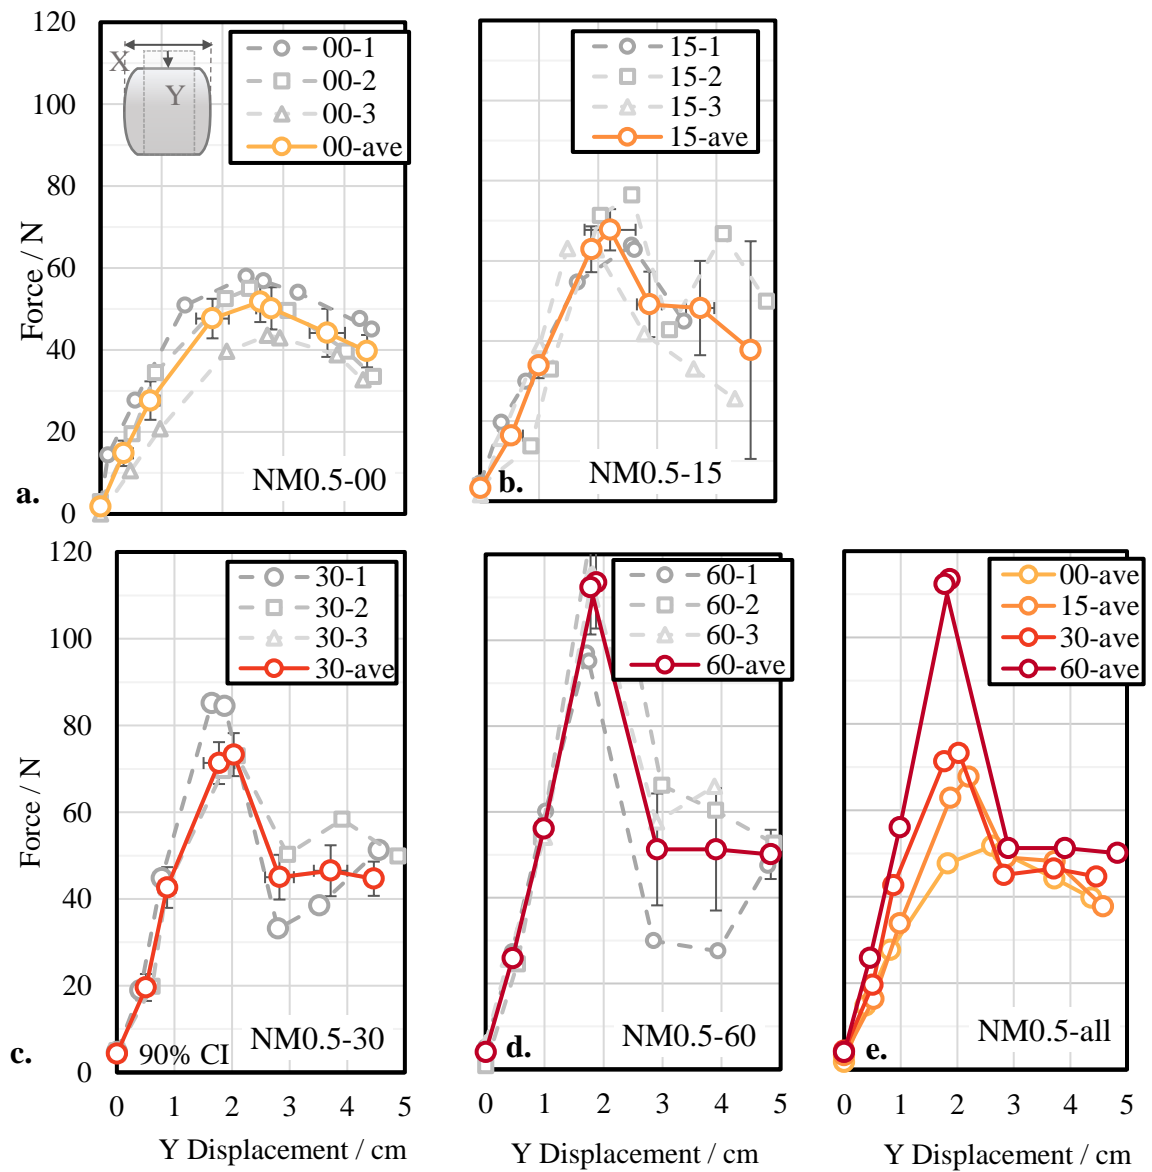 120
100
80
60
40
20
0
Force / N
X
Y
00-1
00-2
00-3
00-ave
NM0.5-00
a.
15-1
15-2
15-3
15-ave
NM0.5-15
b.
120
100
80
60
40
20
0
Force / N
30-1
30-2
30-3
30-ave
NM0.5-30
90% CI
c.
0 1 2 3 4 5
Y Displacement / cm
60-1
60-2
60-3
60-ave
NM0.5-60
d.
0 1 2 3 4 5
Y Displacement / cm
00-ave
15-ave
30-ave
60-ave
NM0.5-all
e.
0 1 2 3 4 5
Y Displacement / cm